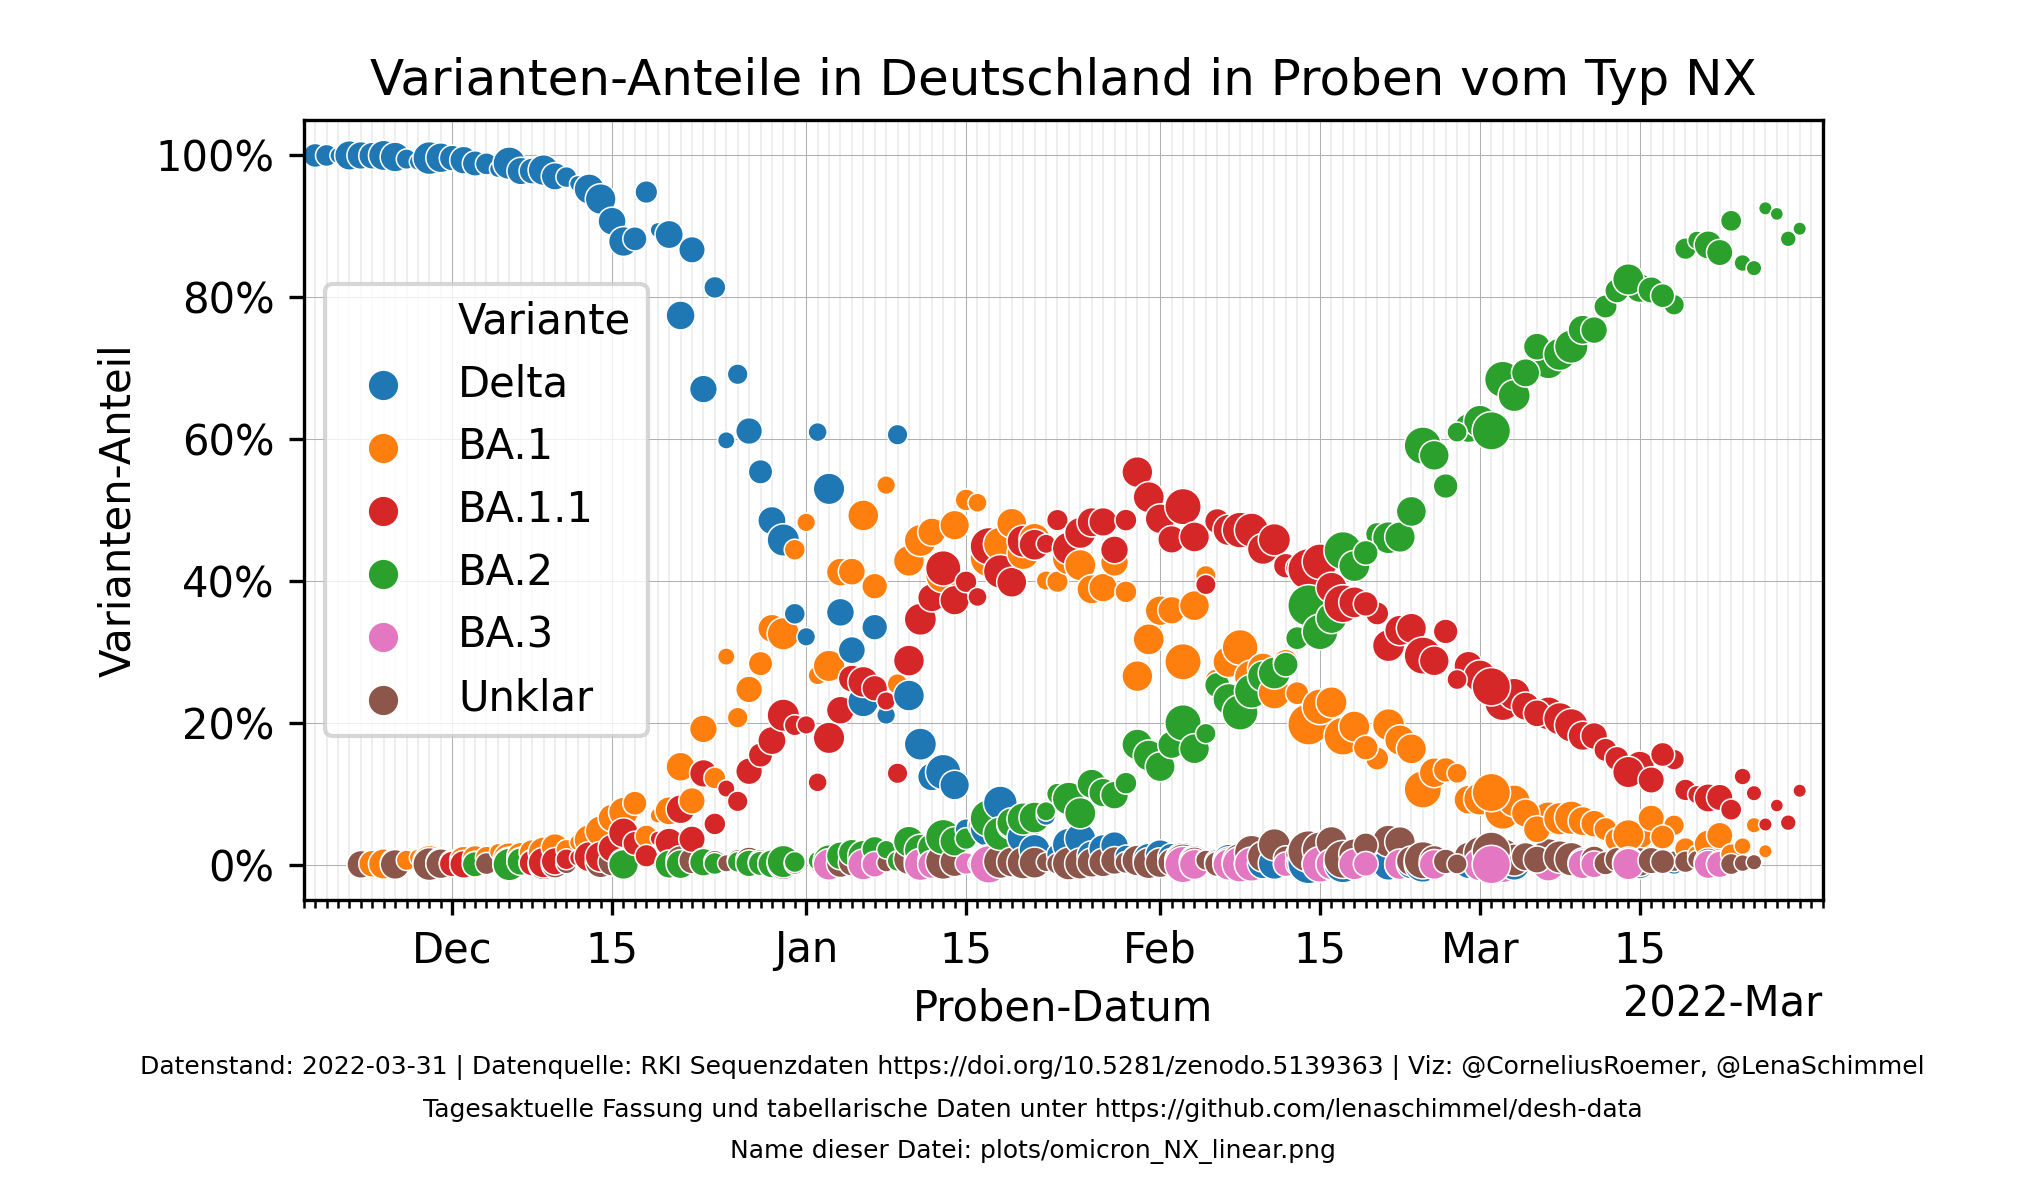 Varianten-Anteile in Deutschland in Proben vom Typ NX
100%
80%
60%
40%
20%
0%
Varianten-Anteil
Variante
Delta
BA.1
BA.1.1
BA.2
BA.3
Unklar
Dec 15 Jan 15 Feb 15 Mar 15
2022-Mar
Proben-Datum
Datenstand: 2022-03-31 | Datenquelle: RKI Sequenzdaten https://doi.org/10.5281/zenodo.5139363 | Viz: @CorneliusRoemer, @LenaSchimmel
Tagesaktuelle Fassung und tabellarische Daten unter https://github.com/lenaschimmel/desh-data
Name dieser Datei: plots/omicron_NX_linear.png